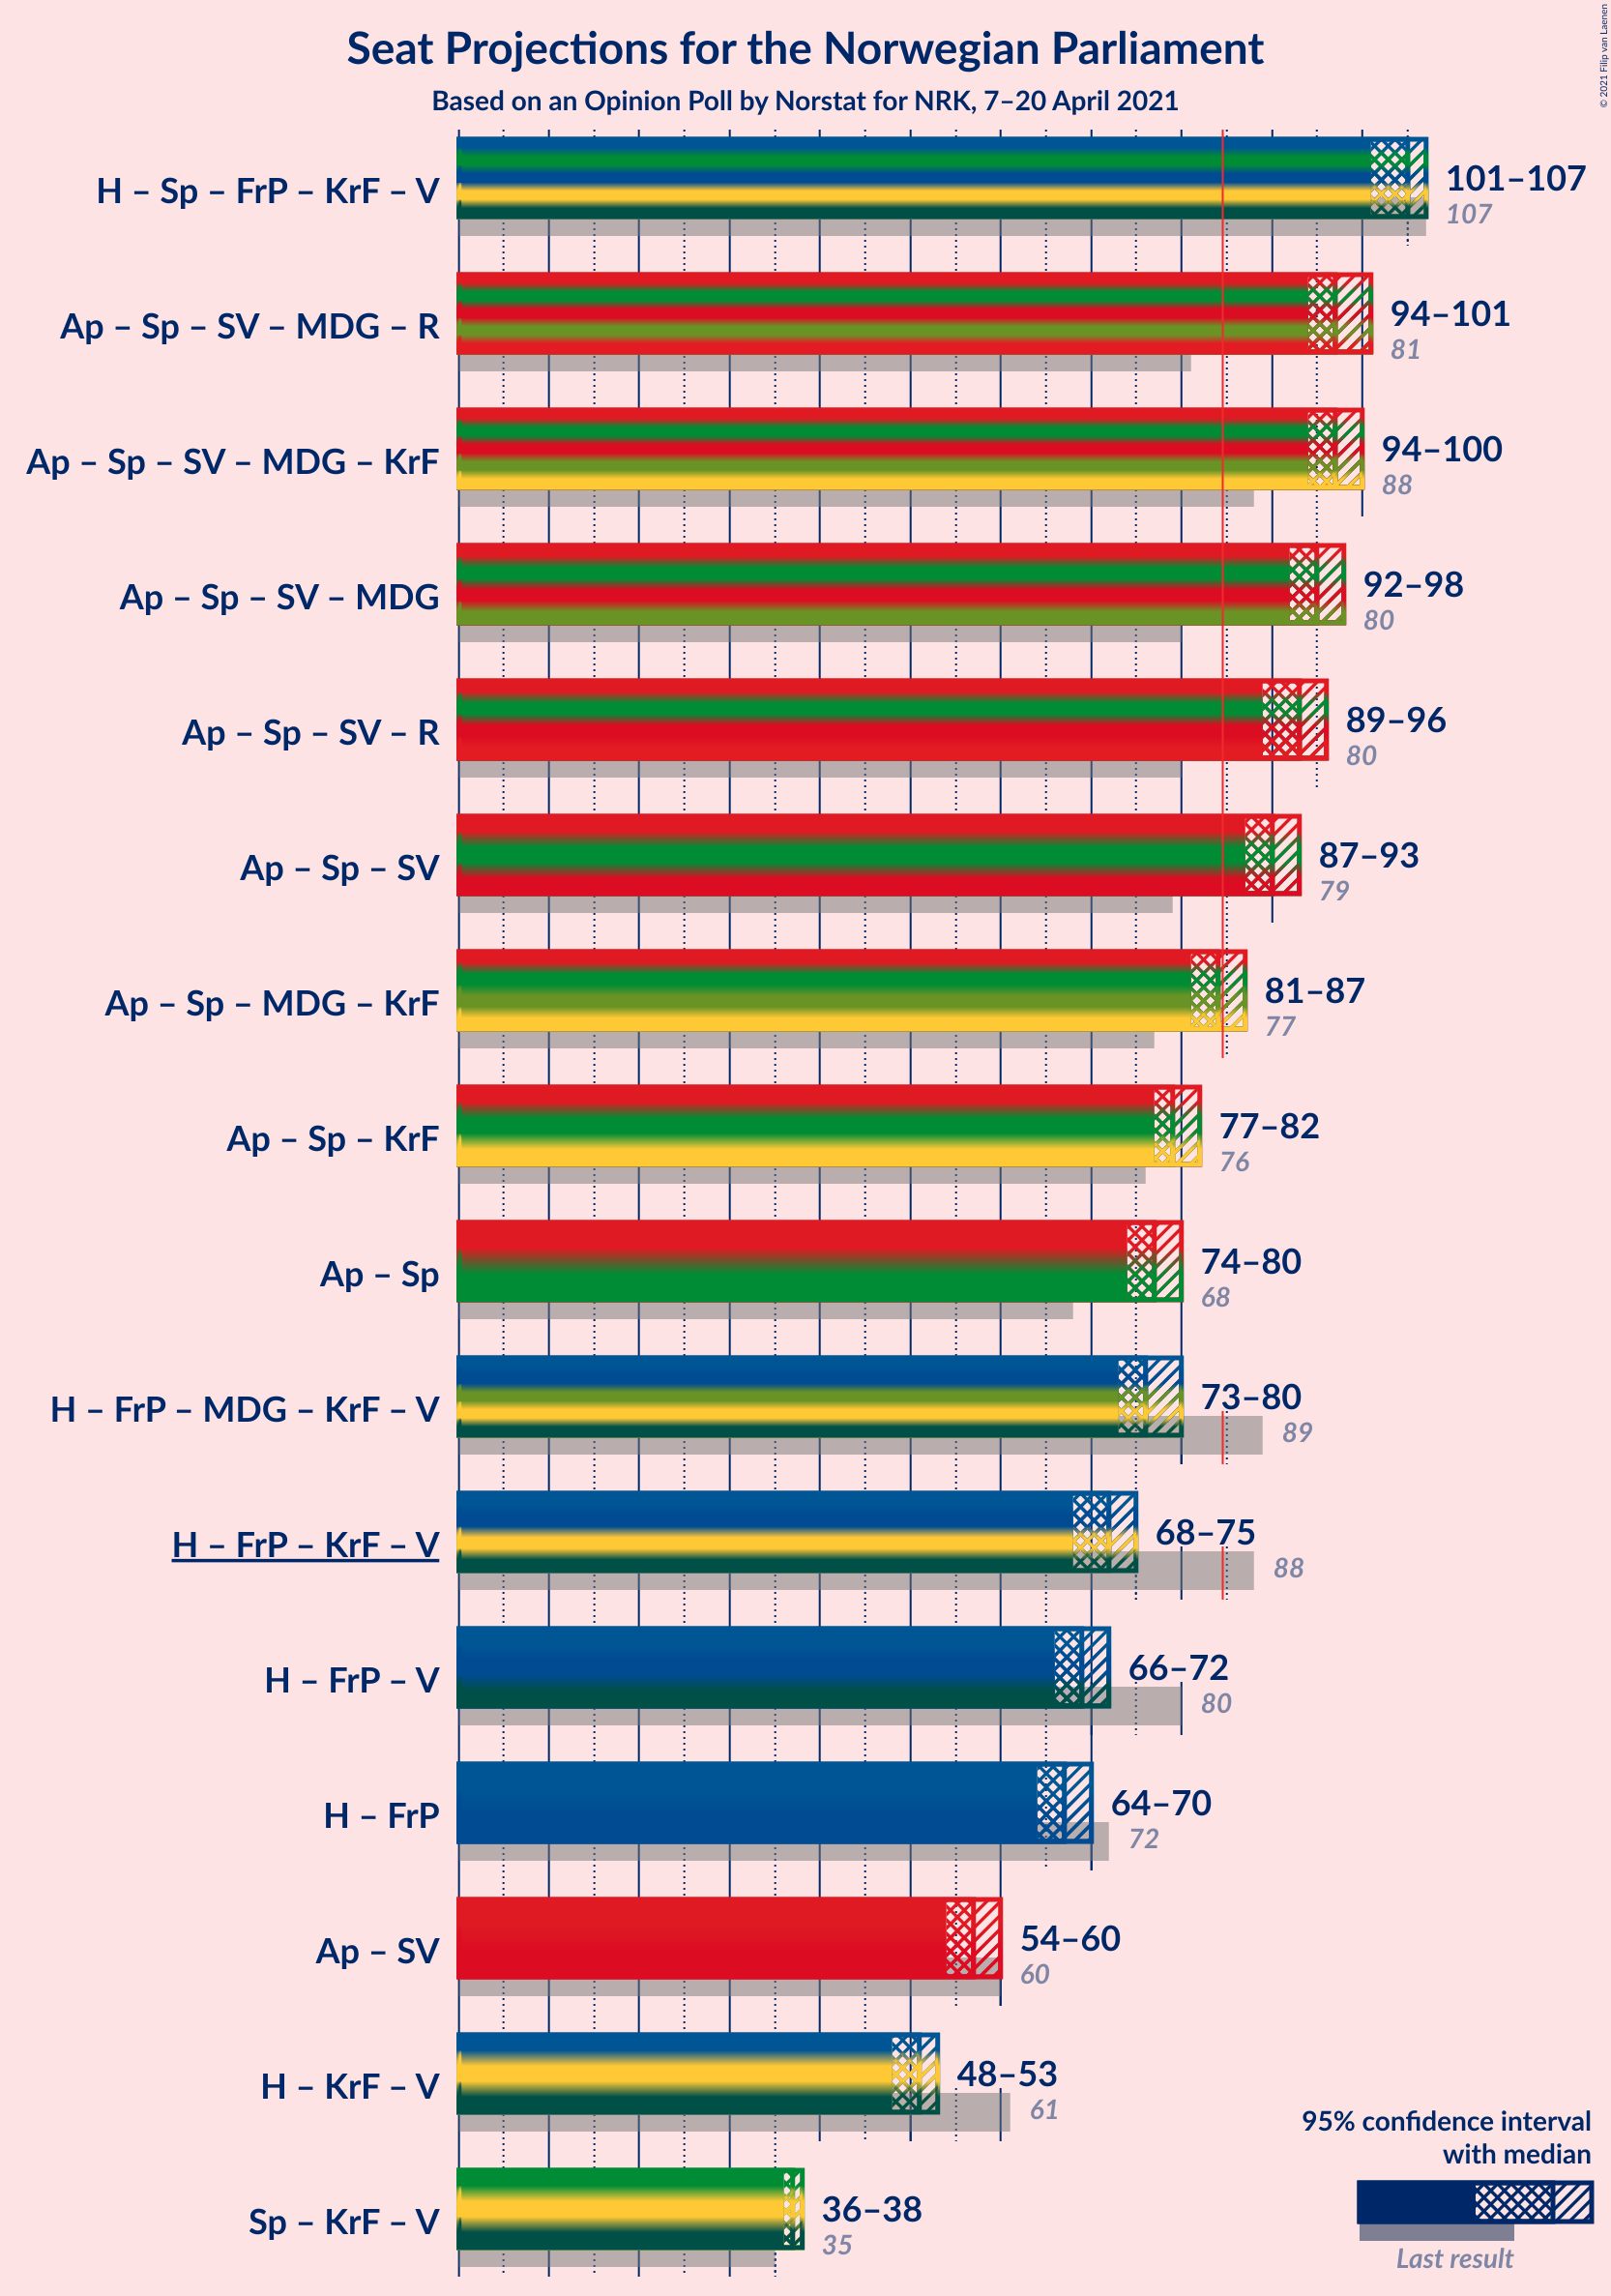 Seat Projections for the Norwegian Parliament
Based on an Opinion Poll by Norstat for NRK, 7–20 April 2021
© 2021 Filip van Laenen
H – Sp – FrP – KrF – V
101–107
107
Ap – Sp – SV – MDG – R
94–101
81
Ap – Sp – SV – MDG – KrF
94–100
88
Ap – Sp – SV – MDG
92–98
80
Ap – Sp – SV – R
89–96
80
Ap – Sp – SV
87–93
79
Ap – Sp – MDG – KrF
81–87
77
Ap – Sp – KrF
77–82
76
Ap – Sp
74–80
68
H – FrP – MDG – KrF – V
73–80
89
H – FrP – KrF – V
68–75
88
H – FrP – V
66–72
80
H – FrP
64–70
72
Ap – SV
54–60
60
H – KrF – V
48–53
61
Sp – KrF – V
36–38
35
95% confidence interval
with median
Last result